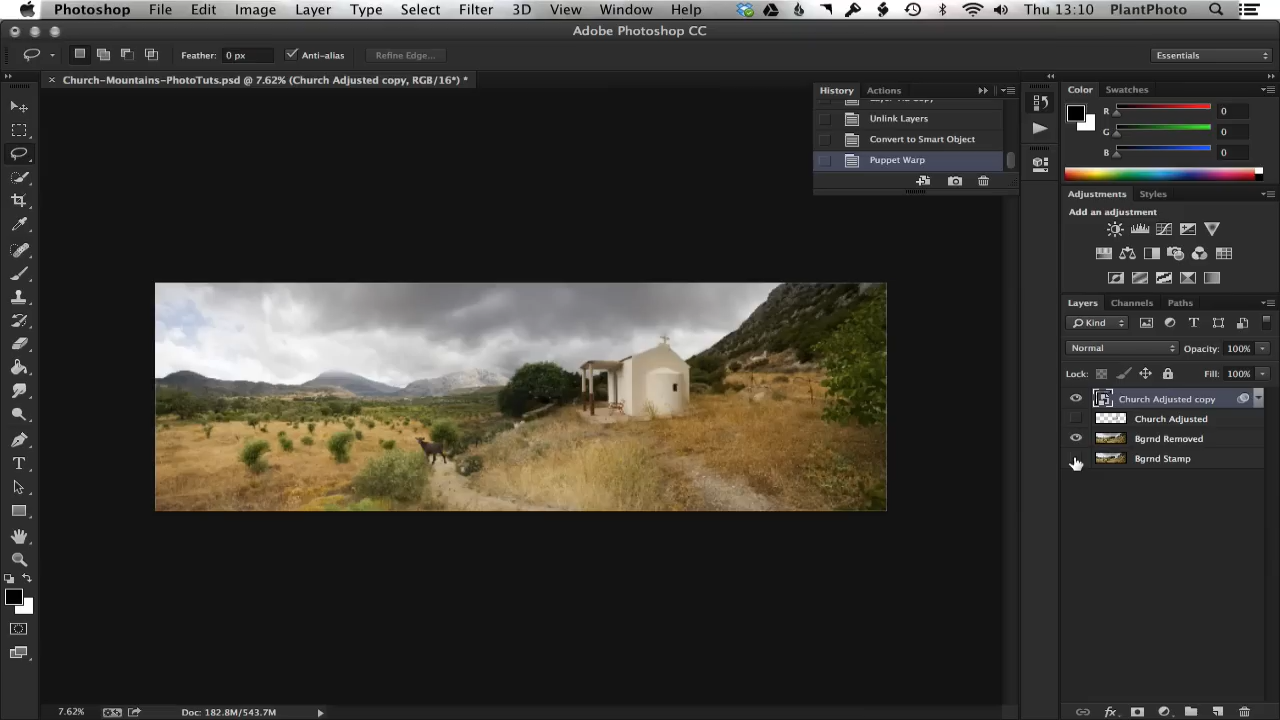 Photoshop File Edit Image Layer Type Select Filter 3D View Window Help Thu 13:10 PlantPhoto
Adobe Photoshop CC
Feather: 0 px Anti-alias Refine Edge... Essentials
× Church-Mountains-PhotoTuts.psd @ 7.62% (Church Adjusted copy, RGB/16*) *
History Actions
Unlink Layers
Convert to Smart Object
Puppet Warp
Color Swatches
R 0
G 0
B 0
Adjustments Styles
Add an adjustment
Layers Channels Paths
Kind
Normal Opacity: 100%
Lock: Fill: 100%
Church Adjusted copy
Church Adjusted
Bgrnd Removed
Bgrnd Stamp
7.62% Doc: 182.8M/543.7M